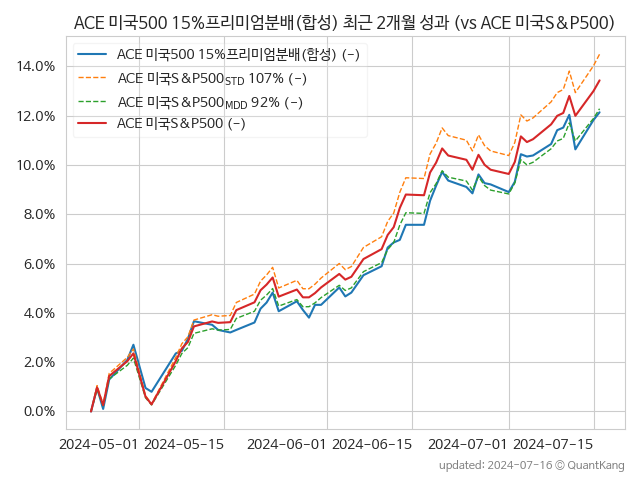 ACE 미국500 15%프리미엄분배(합성) 최근 2개월 성과 (vs ACE 미국S&P500)
ACE 미국500 15%프리미엄분배(합성) (-)
ACE 미국S&P500STD 107% (-)
ACE 미국S&P500MDD 92% (-)
ACE 미국S&P500 (-)
14.0%
12.0%
10.0%
8.0%
6.0%
4.0%
2.0%
0.0%
2024-05-01 2024-05-15 2024-06-01 2024-06-15 2024-07-01 2024-07-15
updated: 2024-07-16 © QuantKang